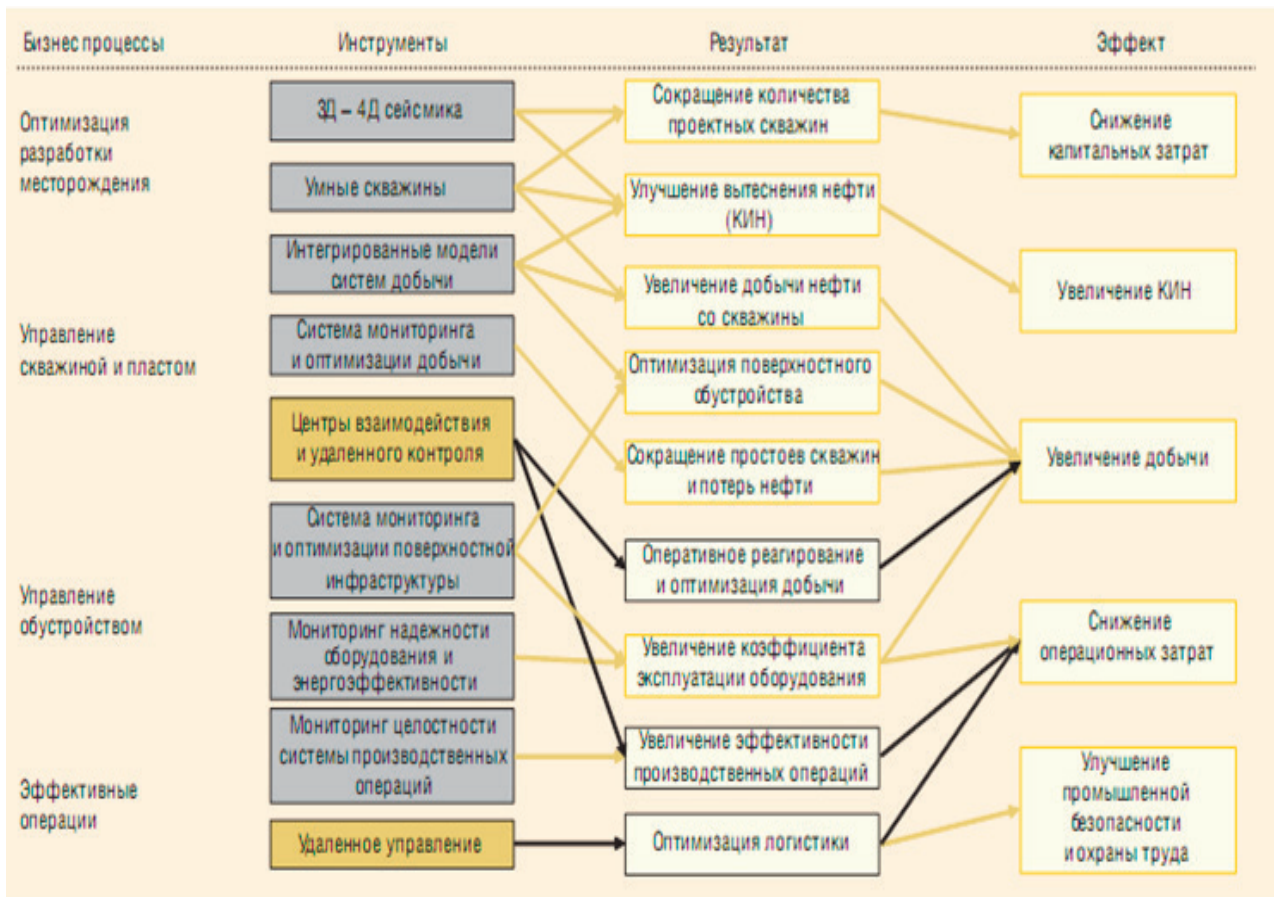 Бизнес процессы
Инструменты
Результат
Эффект
Оптимизация
разработки
месторождения
Управление
скважиной и пластом
Управление
обустройством
Эффективные
операции
3Д – 4Д сейсмика
Умные скважины
Интегрированные модели
систем добычи
Система мониторинга
и оптимизации добычи
Центры взаимодействия
и удаленного контроля
Система мониторинга
и оптимизации поверхностной
инфраструктуры
Мониторинг надежности
оборудования и
энергоэффективности
Мониторинг целостности
системы производственных
операций
Удаленное управление
Сокращение количества
проектных скважин
Улучшение вытеснения нефти
(КИН)
Увеличение добычи нефти
со скважины
Оптимизация поверхностного
обустройства
Сокращение простоев скважин
и потерь нефти
Оперативное реагирование
и оптимизация добычи
Увеличение коэффициента
эксплуатации оборудования
Увеличение эффективности
производственных операций
Оптимизация логистики
Снижение
капитальных затрат
Увеличение КИН
Увеличение добычи
Снижение
операционных затрат
Улучшение
промышленной
безопасности
и охраны труда